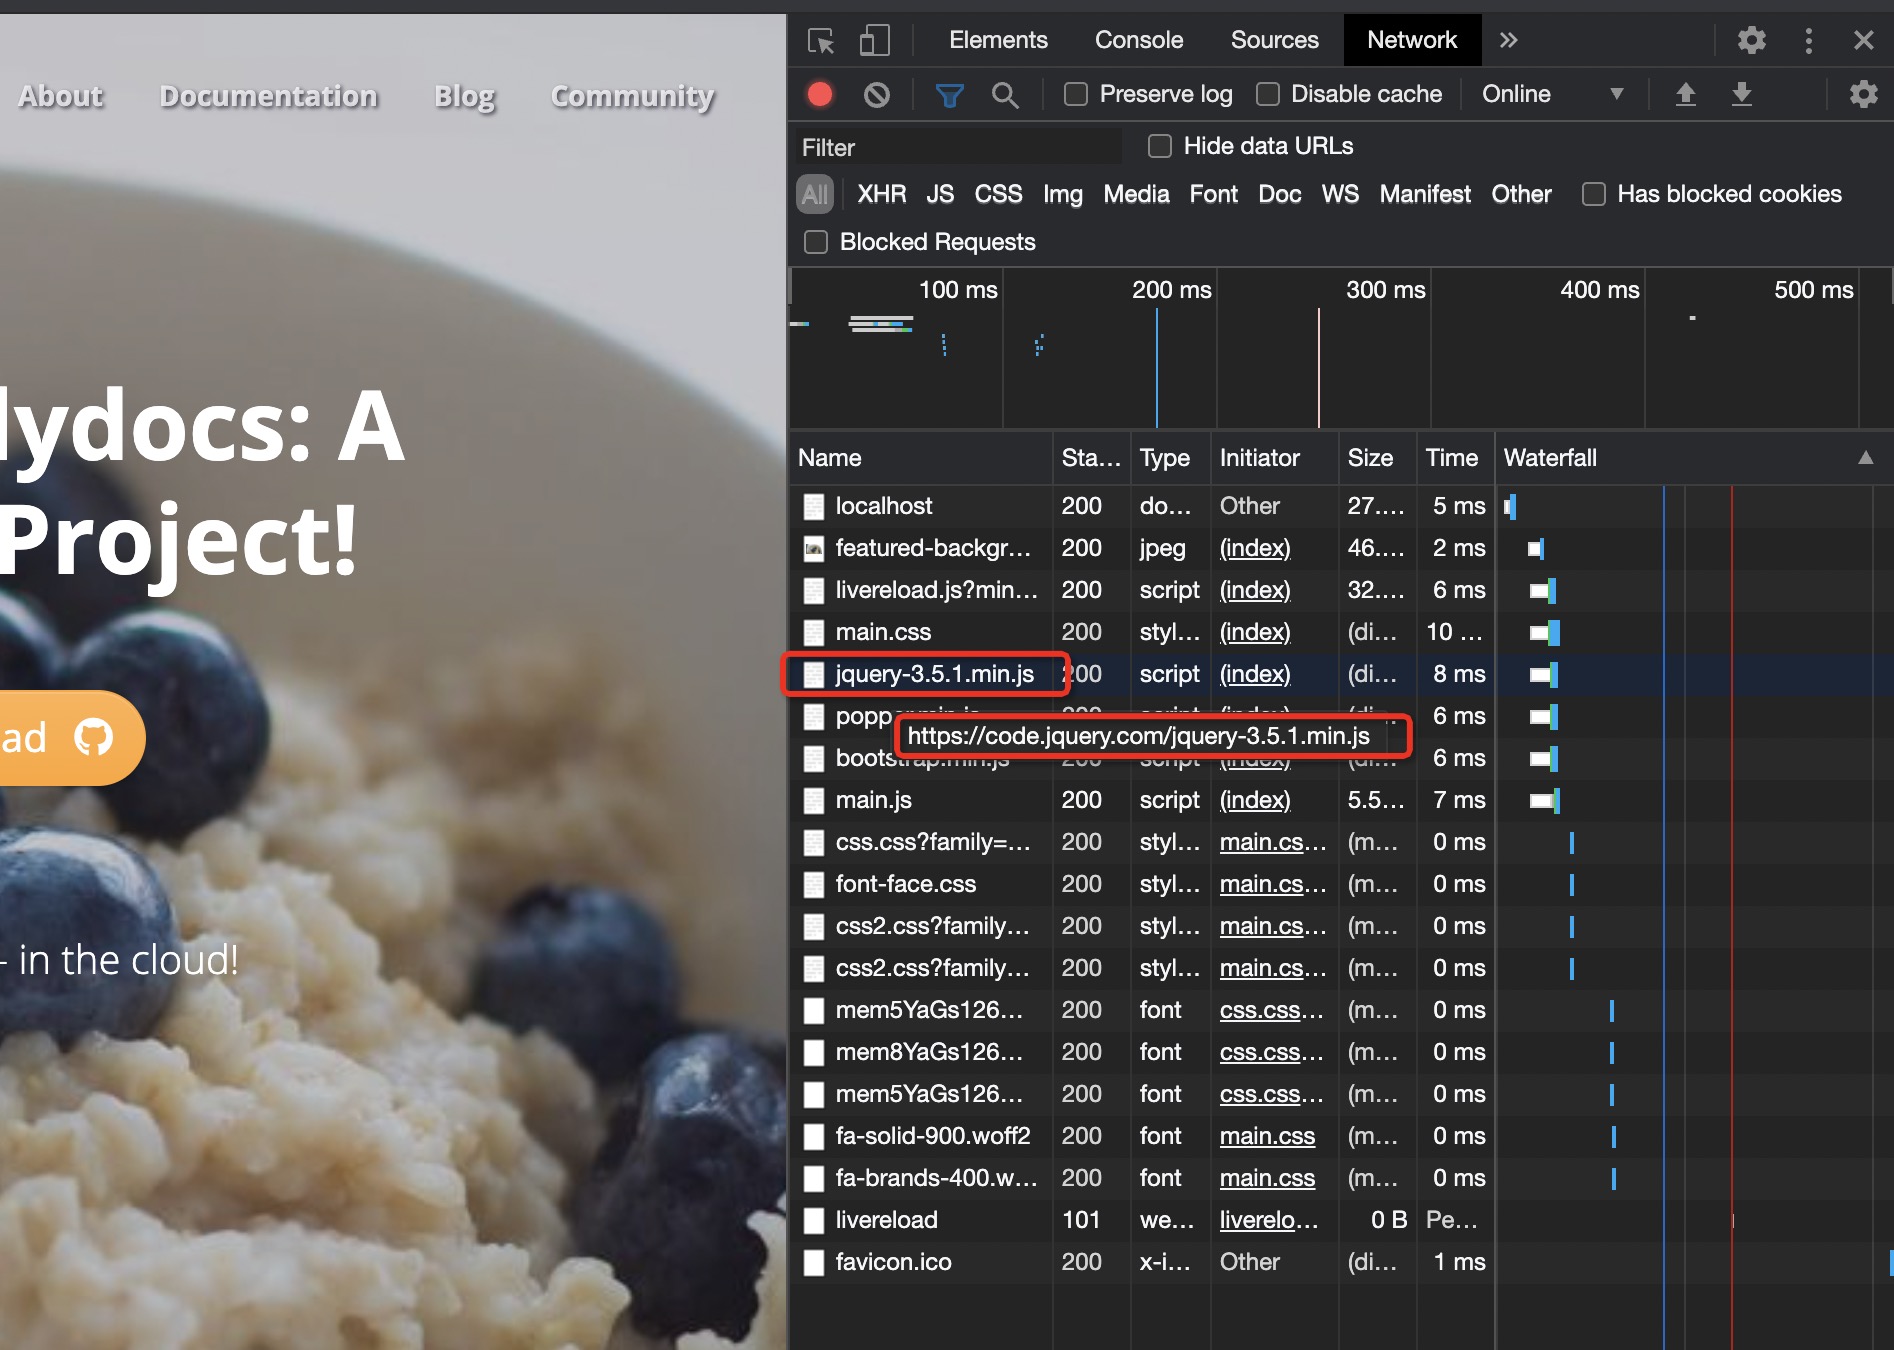 About Documentation Blog Community
lydocs: A
Project!
ad
- in the cloud!
Elements Console Sources Network
Preserve log Disable cache Online
Filter Hide data URLs
All XHR JS CSS Img Media Font Doc WS Manifest Other Has blocked cookies
Blocked Requests
100 ms 200 ms 300 ms 400 ms 500 ms
Name Sta... Type Initiator Size Time Waterfall
localhost 200 do... Other 27.... 5 ms
featured-backgr... 200 jpeg (index) 46.... 2 ms
livereload.js?min... 200 script (index) 32.... 6 ms
main.css 200 styl... (index) (di... 10 ...
jquery-3.5.1.min.js 200 script (index) (di... 8 ms
popper.min.js 200 script (index) (di... 6 ms
https://code.jquery.com/jquery-3.5.1.min.js
bootstrap.min.js 200 script (index) (di... 6 ms
main.js 200 script (index) 5.5... 7 ms
css.css?family=... 200 styl... main.cs... (m... 0 ms
font-face.css 200 styl... main.cs... (m... 0 ms
css2.css?family... 200 styl... main.cs... (m... 0 ms
css2.css?family... 200 styl... main.cs... (m... 0 ms
mem5YaGs126... 200 font css.css... (m... 0 ms
mem8YaGs126... 200 font css.css... (m... 0 ms
mem5YaGs126... 200 font css.css... (m... 0 ms
fa-solid-900.woff2 200 font main.css (m... 0 ms
fa-brands-400.w... 200 font main.css (m... 0 ms
livereload 101 we... liverelo... 0 B Pe...
favicon.ico 200 x-i... Other (di... 1 ms